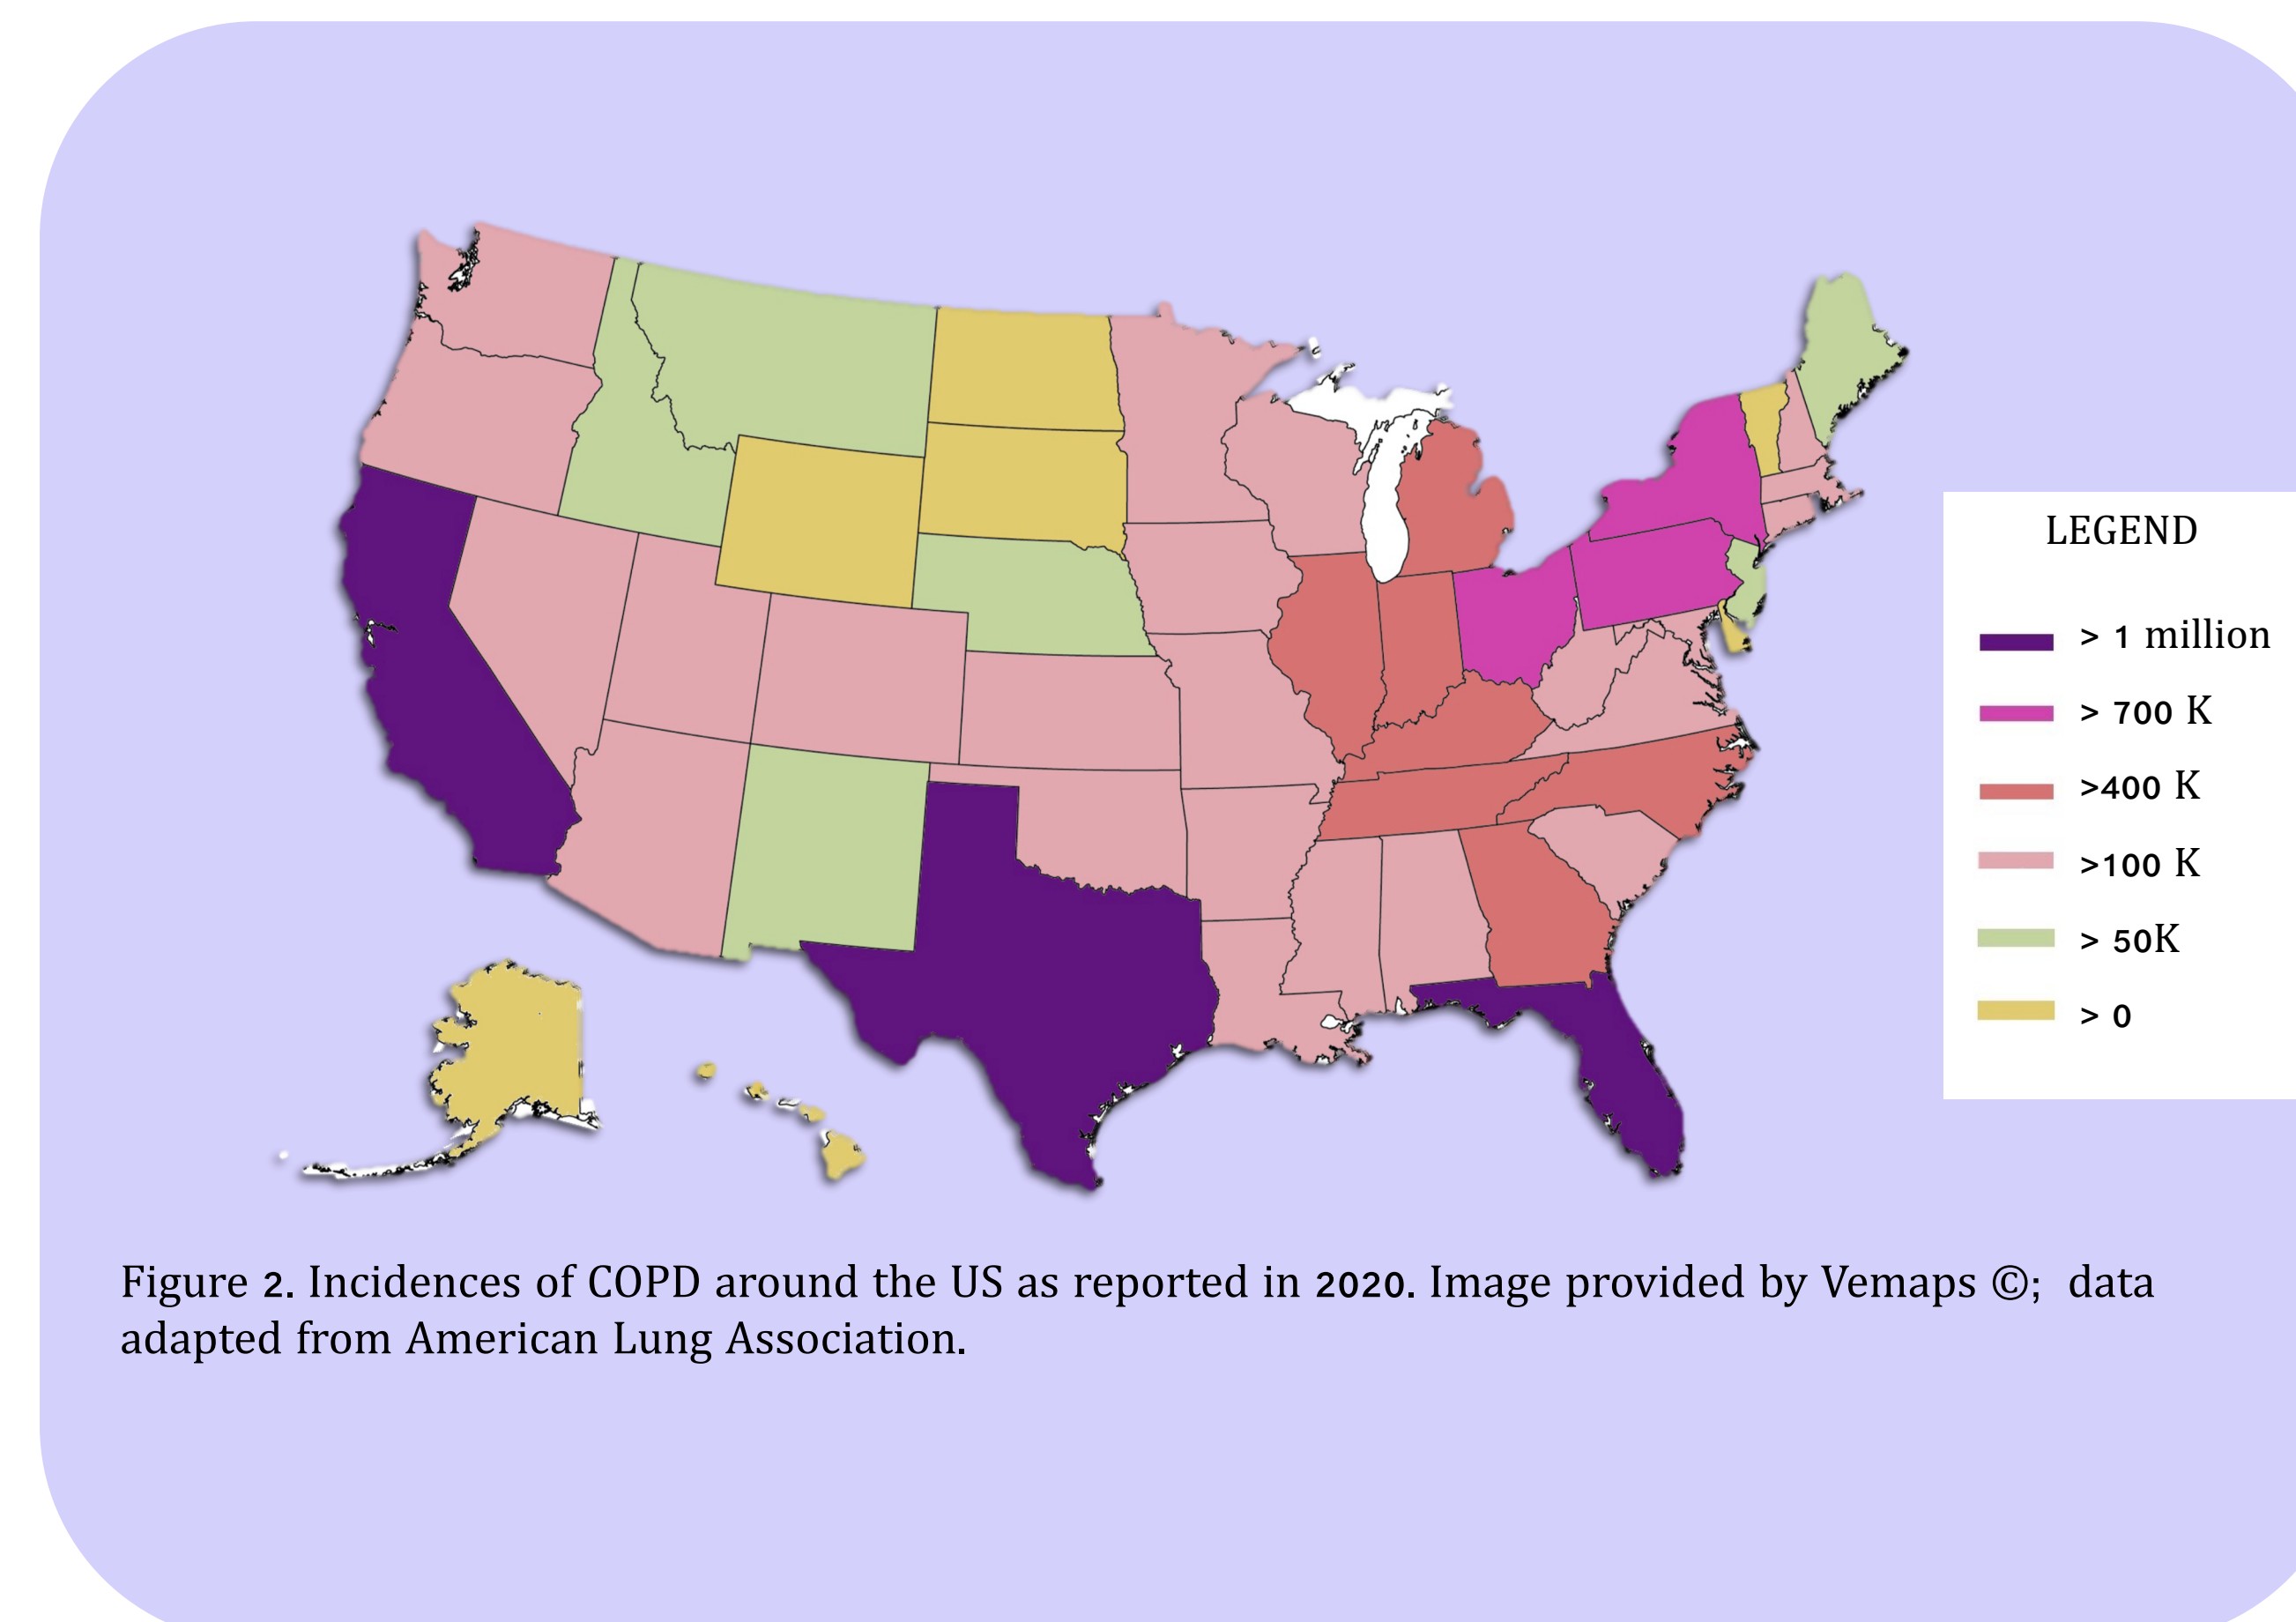 LEGEND
> 1 million
> 700 K
>400 K
>100 K
> 50K
> 0
Figure 2. Incidences of COPD around the US as reported in 2020. Image provided by Vemaps ©; data
adapted from American Lung Association.